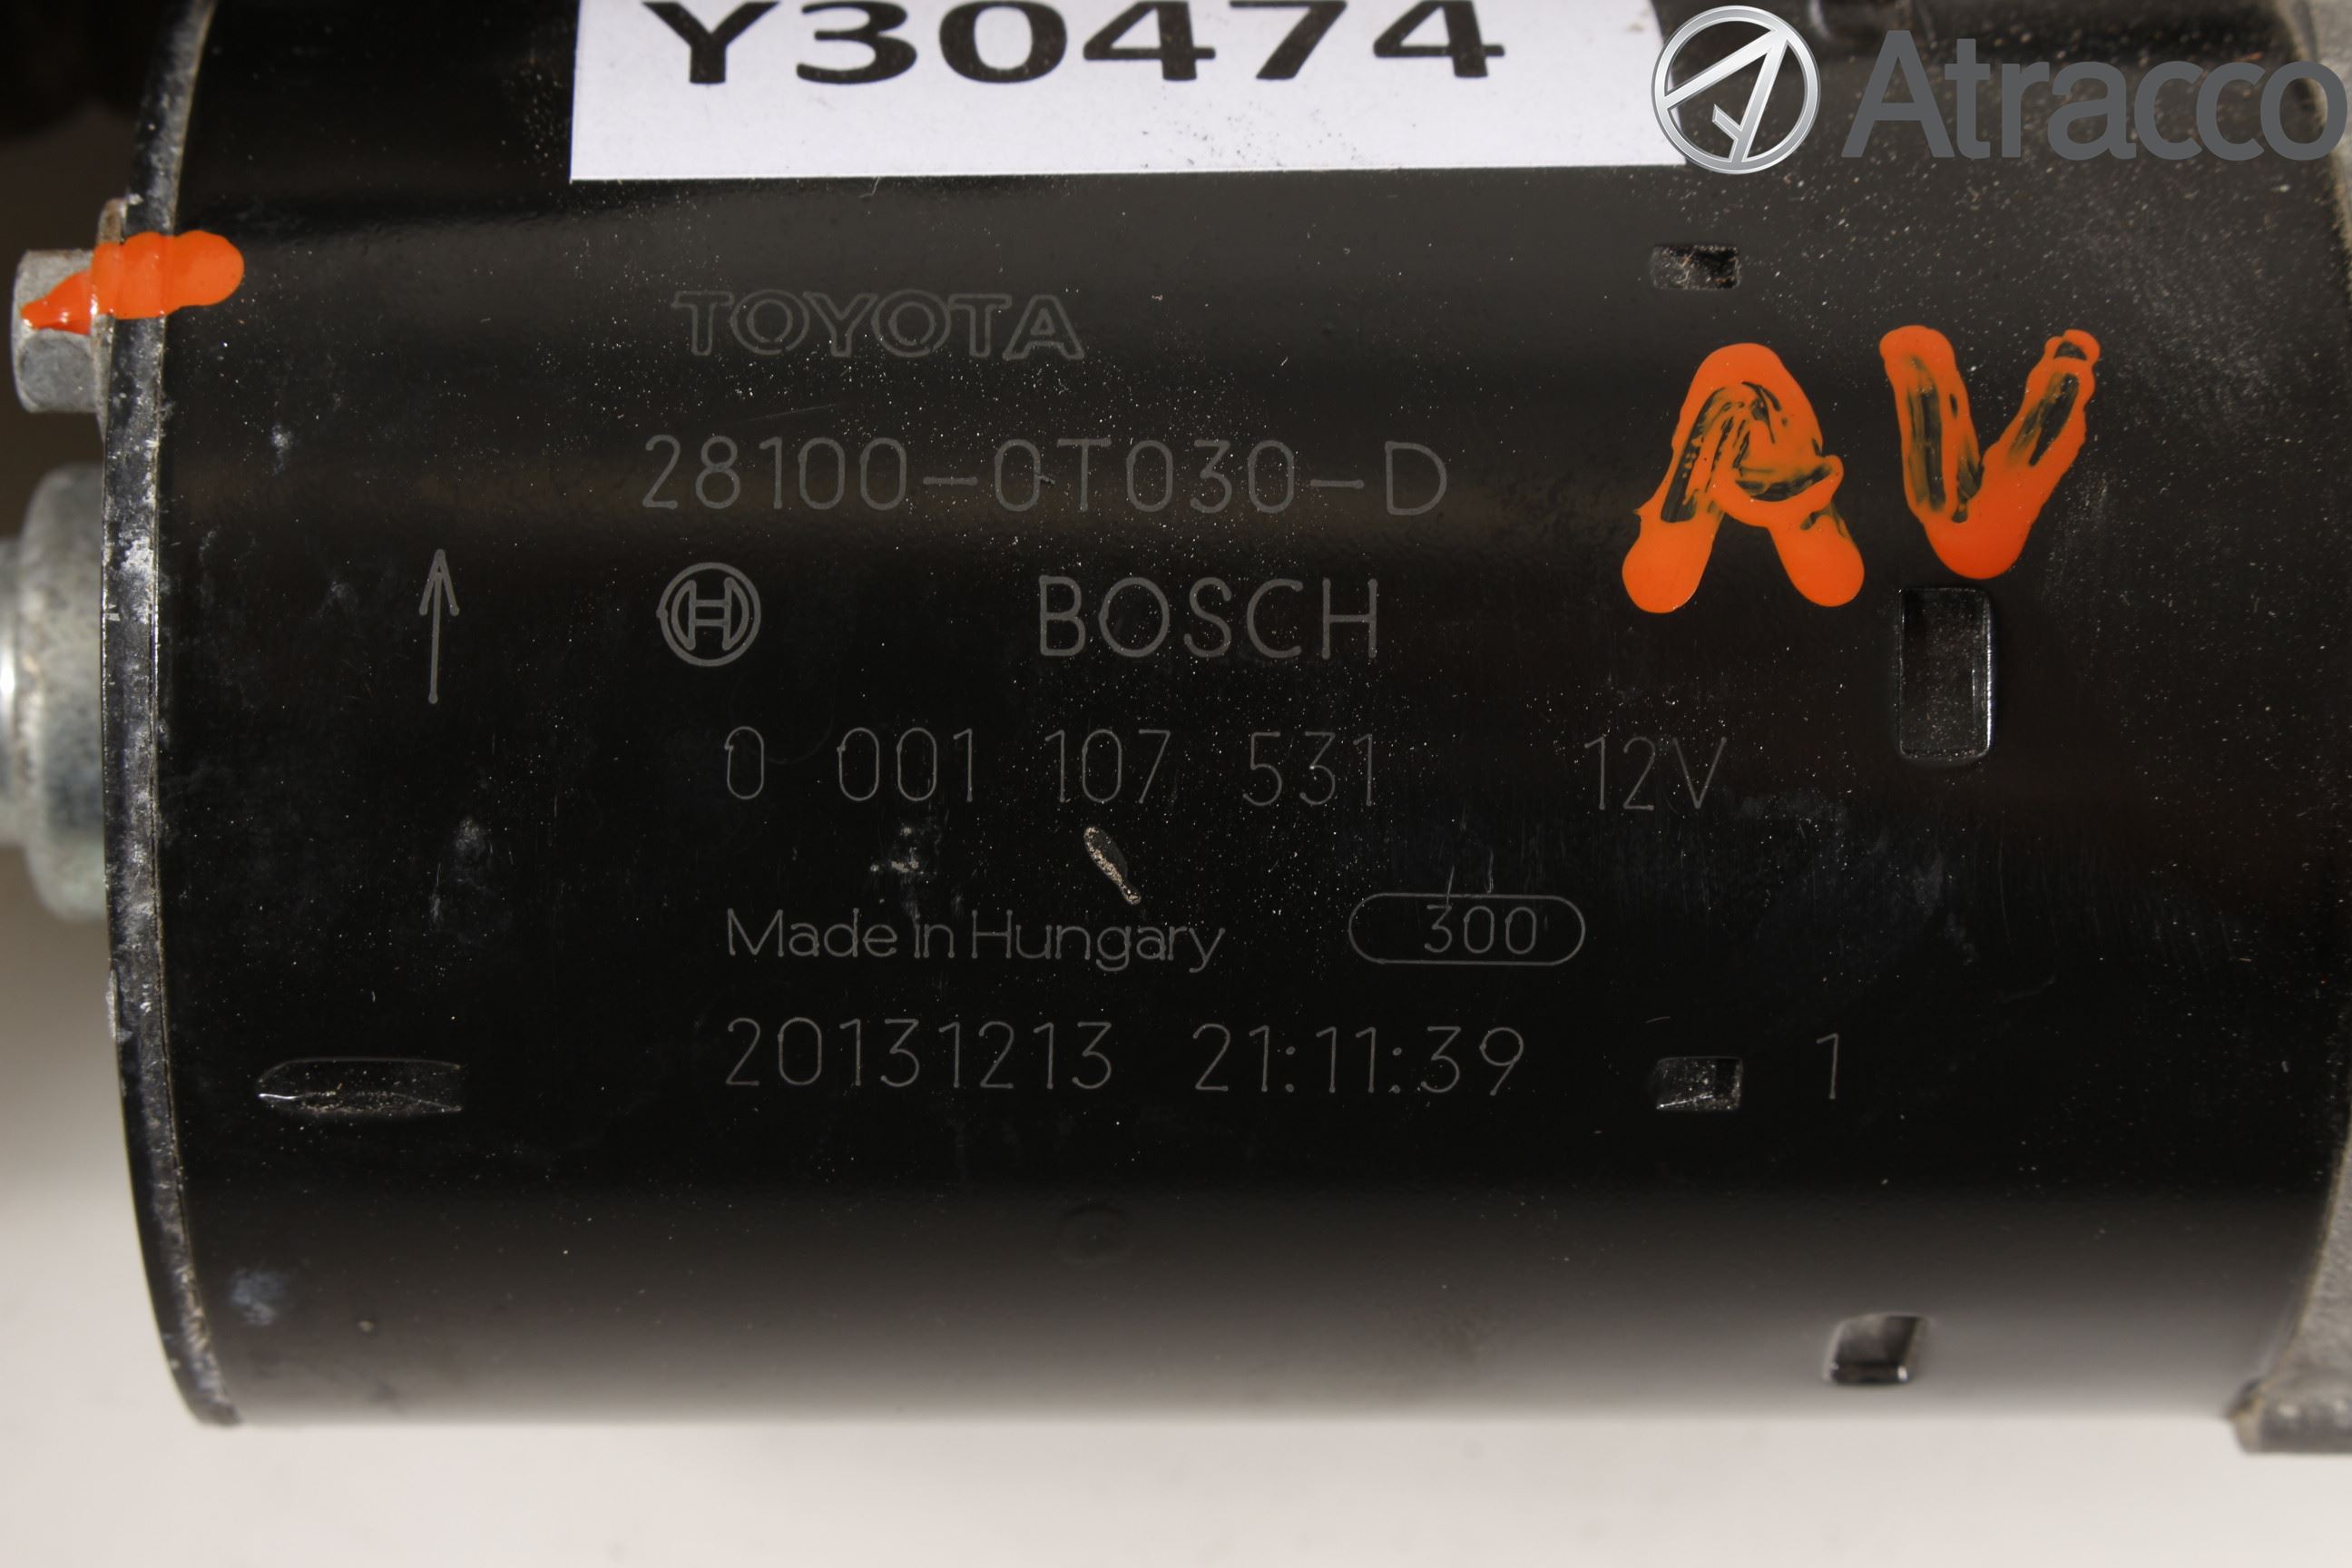 Y30474
Atracco
TOYOTA
28100-0T030-D
AV
BOSCH
0 001 107 531 12V
Made in Hungary 300
20131213 21:11:39 1